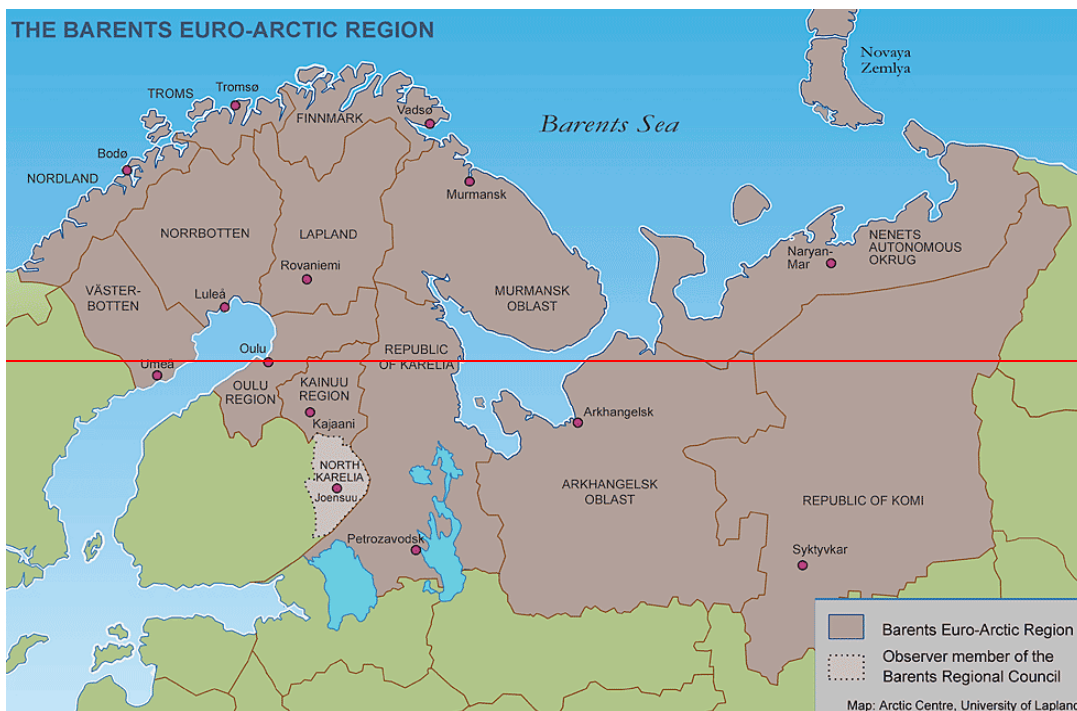 THE BARENTS EURO-ARCTIC REGION
Novaya
Zemlya
Tromsø
TROMS
FINNMARK
Vadsø
Barents Sea
Bodø
NORDLAND
Murmansk
NORRBOTTEN
LAPLAND
NENETS
AUTONOMOUS
OKRUG
Naryan-
Mar
Rovaniemi
VÄSTER-
BOTTEN
Luleå
MURMANSK
OBLAST
Oulu
REPUBLIC
OF KARELIA
Umeå
OULU
REGION
KAINUU
REGION
Kajaani
Arkhangelsk
NORTH
KARELIA
Joensuu
ARKHANGELSK
OBLAST
REPUBLIC OF KOMI
Petrozavodsk
Syktyvkar
Barents Euro-Arctic Region
Observer member of the
Barents Regional Council
Map: Arctic Centre, University of Lapland